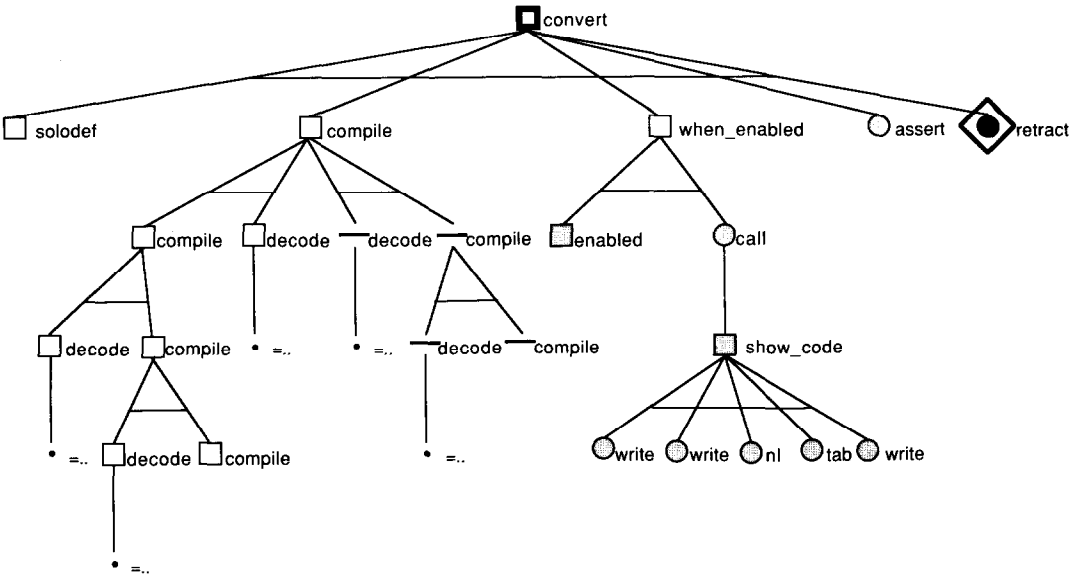 convert
solodef
compile
when_enabled
assert
retract
compile
decode
decode
compile
enabled
call
decode
compile
=..
=..
decode
compile
show_code
=..
decode
compile
=..
write
write
nl
tab
write
=..